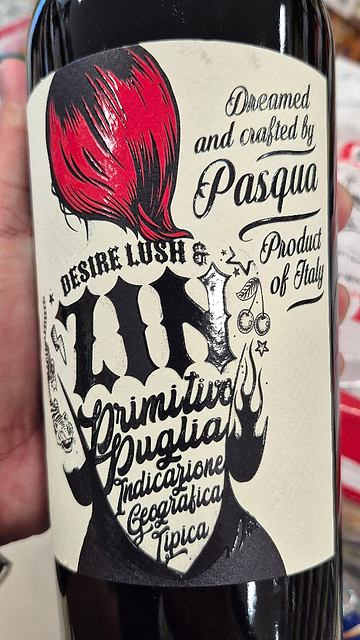 Dreamed
and crafted by
Pasqua
Product
of Italy
DESIRE LUSH &
ZIN
Primitivo
Puglia
Indicazione
Geografica
Tipica